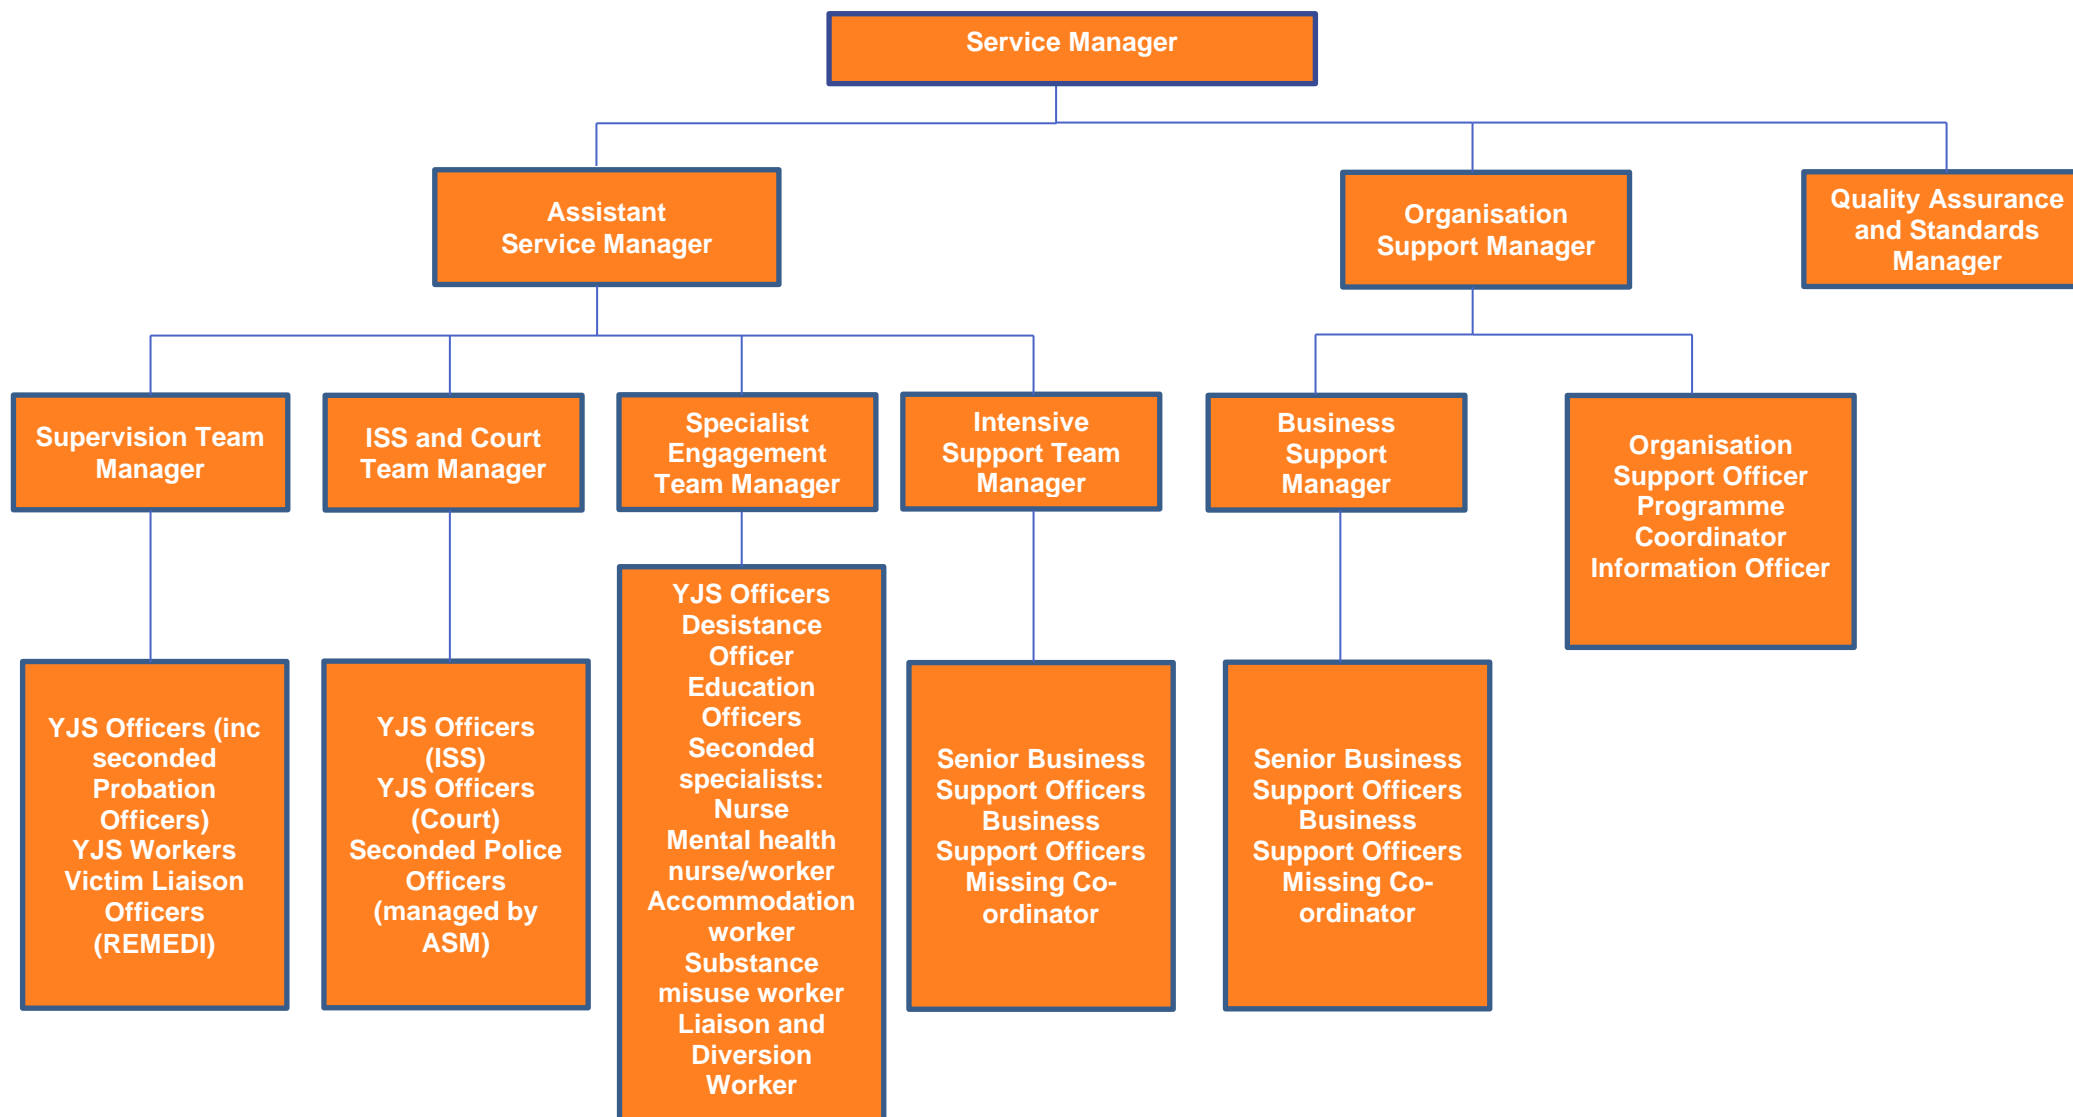 Service Manager
Assistant
Service Manager
Organisation
Support Manager
Quality Assurance
and Standards
Manager
Supervision Team
Manager
ISS and Court
Team Manager
Specialist
Engagement
Team Manager
Intensive
Support Team
Manager
Business
Support
Manager
Organisation
Support Officer
Programme
Coordinator
Information Officer
YJS Officers (inc
seconded
Probation
Officers)
YJS Workers
Victim Liaison
Officers
(REMEDI)
YJS Officers
(ISS)
YJS Officers
(Court)
Seconded Police
Officers
(managed by
ASM)
YJS Officers
Desistance
Officer
Education
Officers
Seconded
specialists:
Nurse
Mental health
nurse/worker
Accommodation
worker
Substance
misuse worker
Liaison and
Diversion
Worker
Senior Business
Support Officers
Business
Support Officers
Missing Co-
ordinator
Senior Business
Support Officers
Business
Support Officers
Missing Co-
ordinator